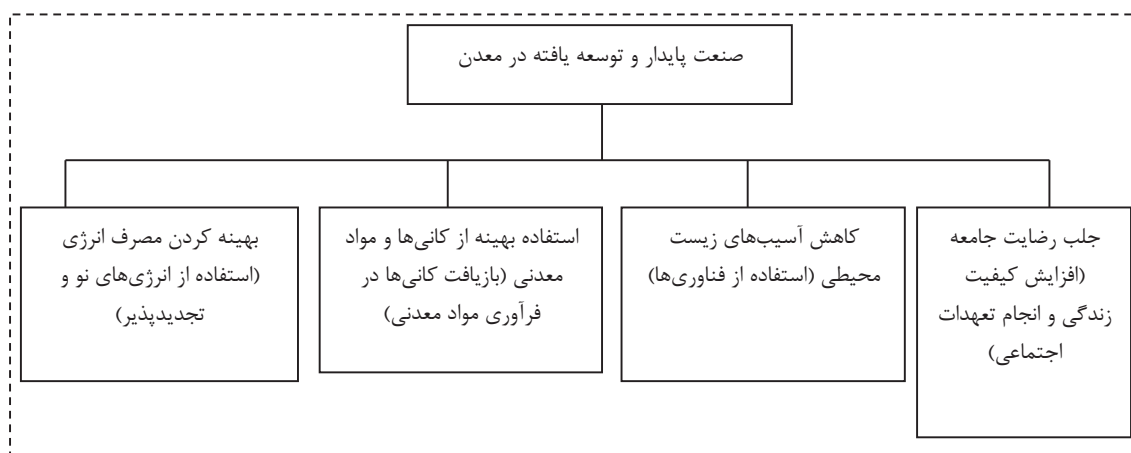 صنعت پایدار و توسعه یافته در معدن
جلب رضایت جامعه
(افزایش کیفیت
زندگی و انجام تعهدات
اجتماعی)
کاهش آسیب‌های زیست
محیطی (استفاده از فناوری‌ها)
استفاده بهینه از کانی‌ها و مواد
معدنی (بازیافت کانی‌ها در
فرآوری مواد معدنی)
بهینه کردن مصرف انرژی
(استفاده از انرژی‌های نو و
تجدیدپذیر)